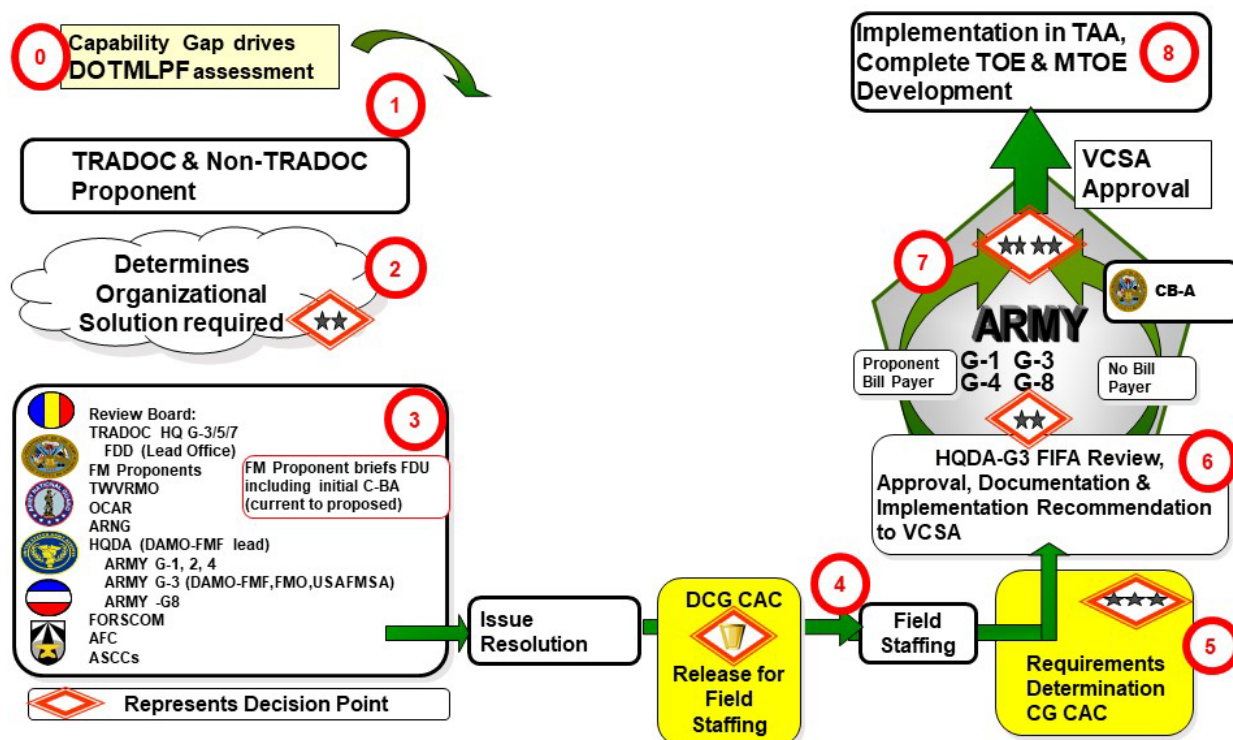 0
Capability Gap drives
DOTMLPF assessment
1
TRADOC & Non-TRADOC
Proponent
2
Determines
Organizational
Solution required
3
Review Board:
TRADOC HQ G-3/5/7
FDD (Lead Office)
FM Proponents
TWVRMO
OCAR
ARNG
HQDA (DAMO-FMF lead)
ARMY G-1, 2, 4
ARMY G-3 (DAMO-FMF,FMO,USAFMSA)
ARMY -G8
FORSCOM
AFC
ASCCs
FM Proponent briefs FDU
including initial C-BA
(current to proposed)
Represents Decision Point
Issue
Resolution
DCG CAC
Release for
Field
Staffing
4
Field
Staffing
5
Requirements
Determination
CG CAC
6
HQDA-G3 FIFA Review,
Approval, Documentation &
Implementation Recommendation
to VCSA
7
ARMY
G-1 G-3
G-4 G-8
Proponent
Bill Payer
No Bill
Payer
CB-A
VCSA
Approval
8
Implementation in TAA,
Complete TOE & MTOE
Development